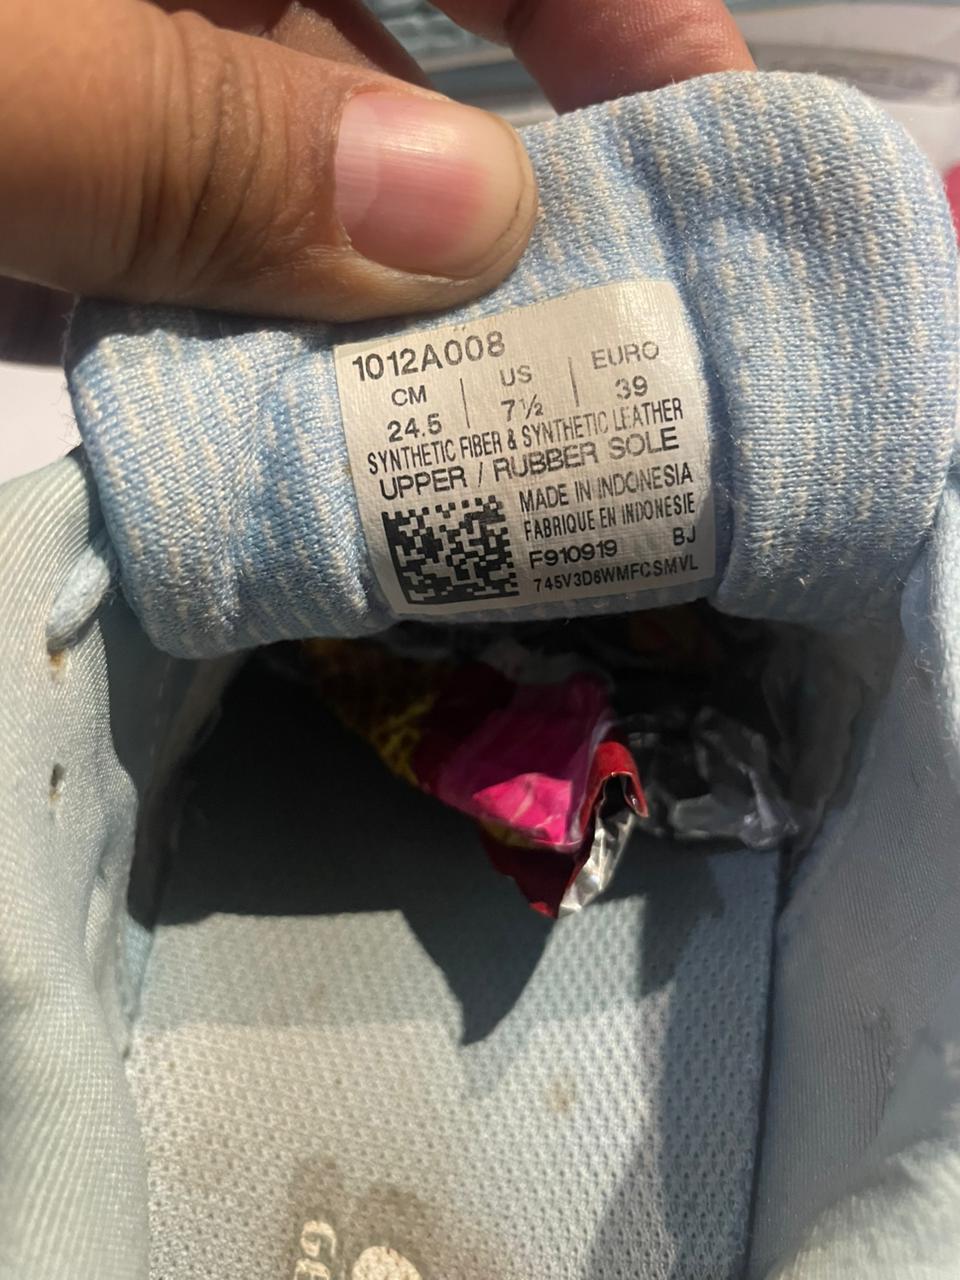 1012A008
CM | US | EURO
24.5 | 7½ | 39
SYNTHETIC FIBER & SYNTHETIC LEATHER
UPPER / RUBBER SOLE
MADE IN INDONESIA
FABRIQUE EN INDONESIE
F910919 BJ
745V3D6WMFCSMVL